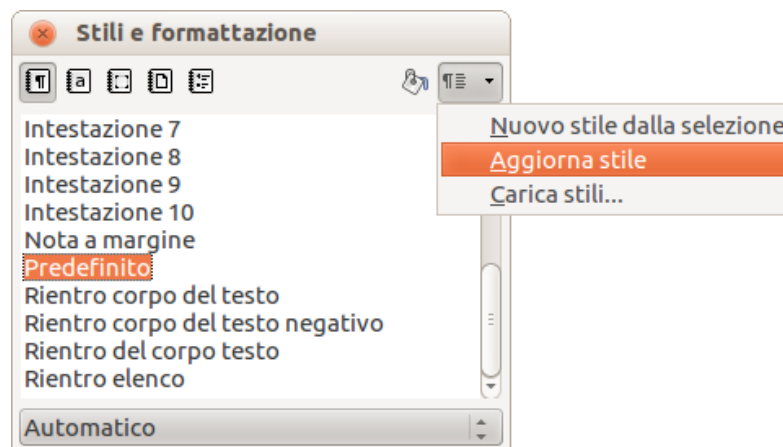 Stili e formattazione
Nuovo stile dalla selezione
Aggiorna stile
Carica stili...
Intestazione 7
Intestazione 8
Intestazione 9
Intestazione 10
Nota a margine
Predefinito
Rientro corpo del testo
Rientro corpo del testo negativo
Rientro del corpo testo
Rientro elenco
Automatico